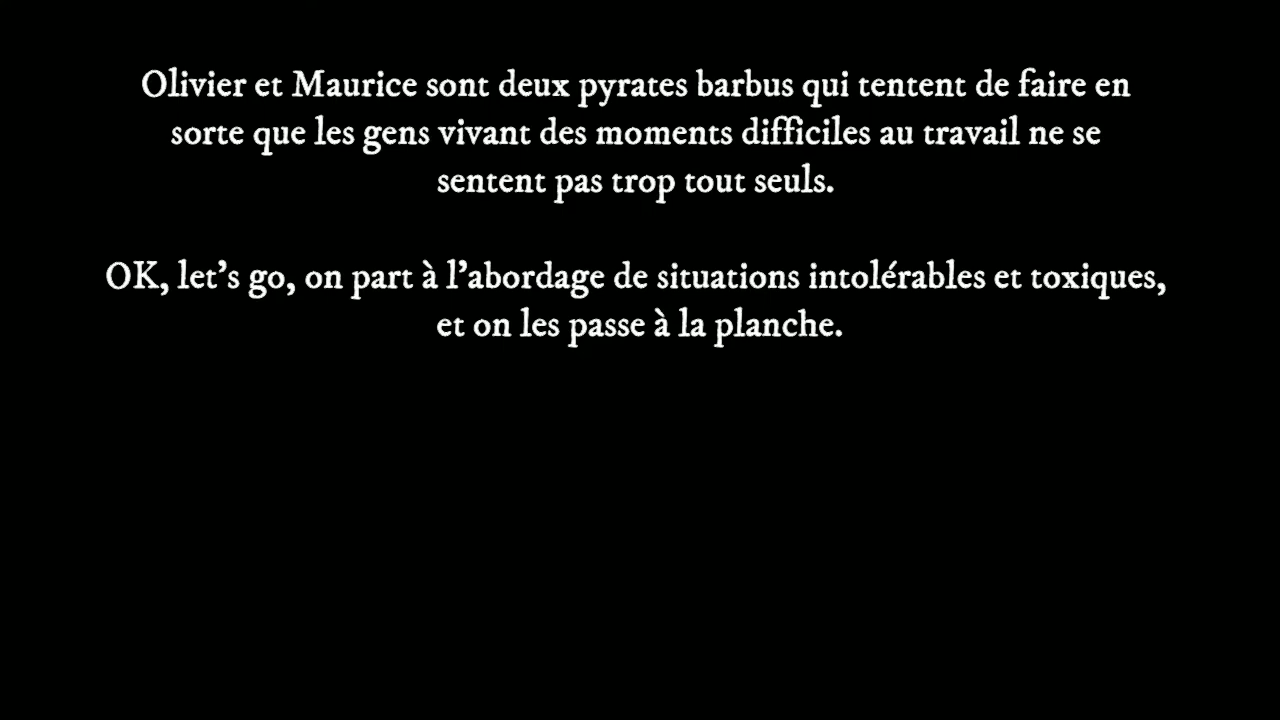 Olivier et Maurice sont deux pyrates barbus qui tentent de faire en
sorte que les gens vivant des moments difficiles au travail ne se
sentent pas trop tout seuls.
OK, let's go, on part à l'abordage de situations intolérables et toxiques,
et on les passe à la planche.